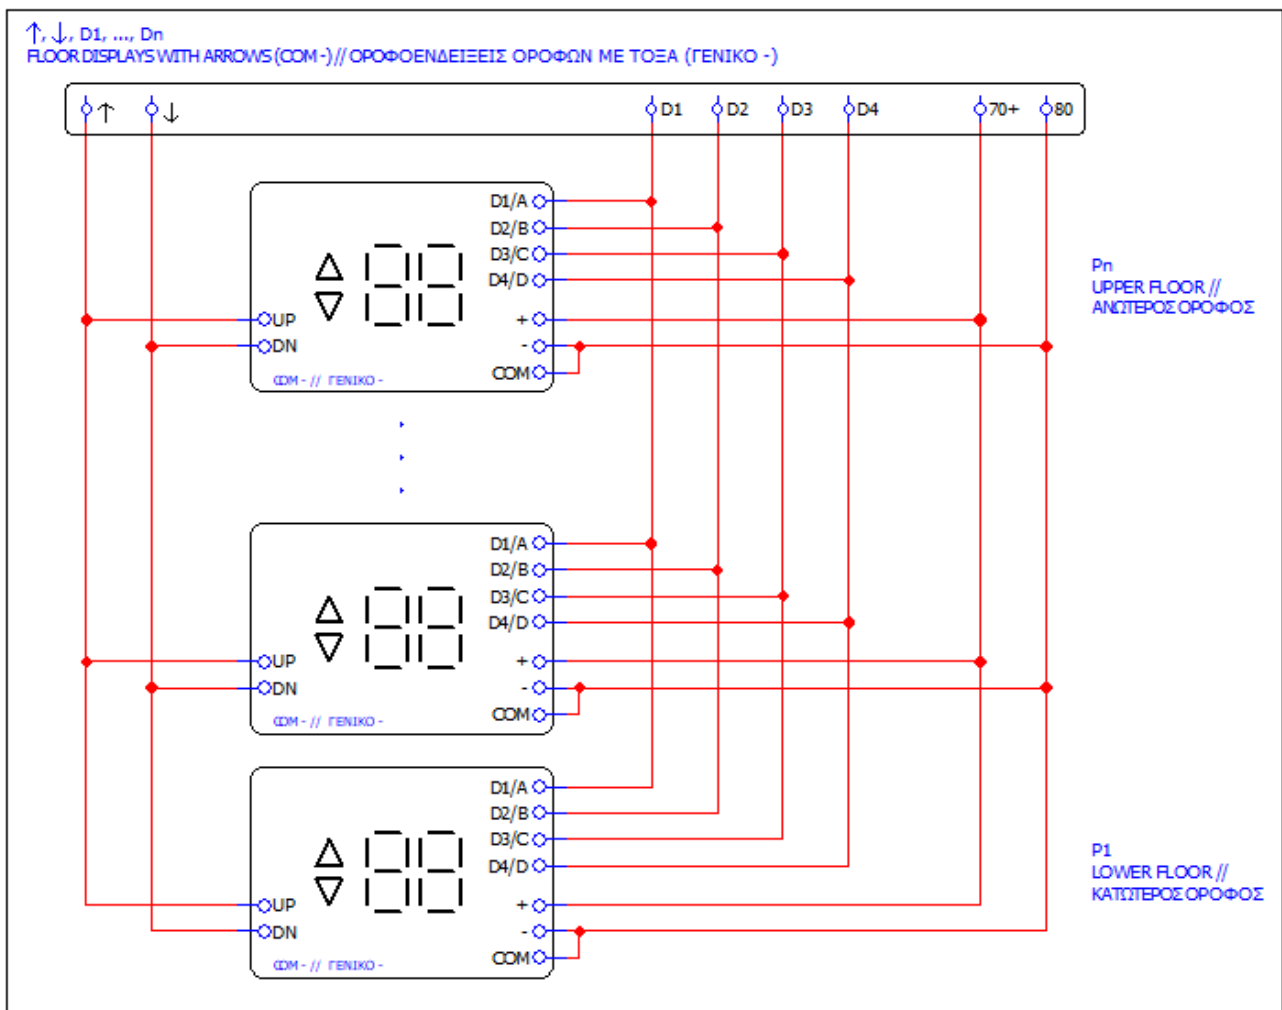 ↑, ↓, D1, ..., Dn
FLOOR DISPLAYS WITH ARROWS (COM -) // ΟΡΟΦΟΕΝΔΕΙΞΕΙΣ ΟΡΟΦΩΝ ΜΕ ΤΟΞΑ (ΓΕΝΙΚΟ -)
↑ ↓ D1 D2 D3 D4 70+ 80
D1/A
D2/B
D3/C
D4/D
UP +
DN -
COM
COM - // ΓΕΝΙΚΟ -
Pn
UPPER FLOOR //
ΑΝΩΤΕΡΟΣ ΟΡΟΦΟΣ
D1/A
D2/B
D3/C
D4/D
UP +
DN -
COM
COM - // ΓΕΝΙΚΟ -
D1/A
D2/B
D3/C
D4/D
UP +
DN -
COM
COM - // ΓΕΝΙΚΟ -
P1
LOWER FLOOR //
ΚΑΤΩΤΕΡΟΣ ΟΡΟΦΟΣ